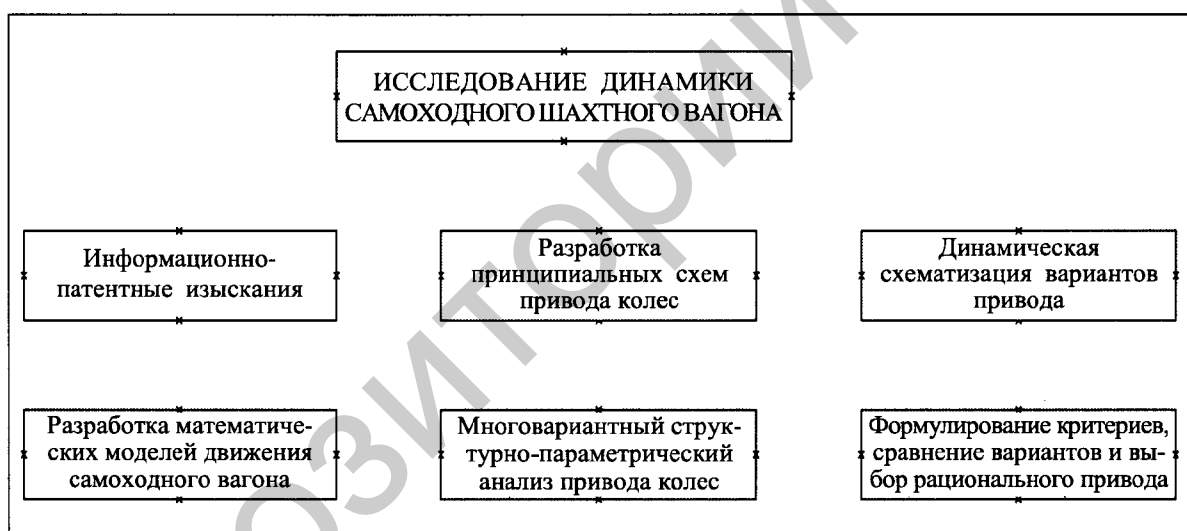 ИССЛЕДОВАНИЕ ДИНАМИКИ
САМОХОДНОГО ШАХТНОГО ВАГОНА
Информационно-
патентные изыскания
Разработка
принципиальных схем
привода колес
Динамическая
схематизация вариантов
привода
Разработка математиче-
ских моделей движения
самоходного вагона
Многовариантный струк-
турно-параметрический
анализ привода колес
Формулирование критериев,
сравнение вариантов и вы-
бор рационального привода